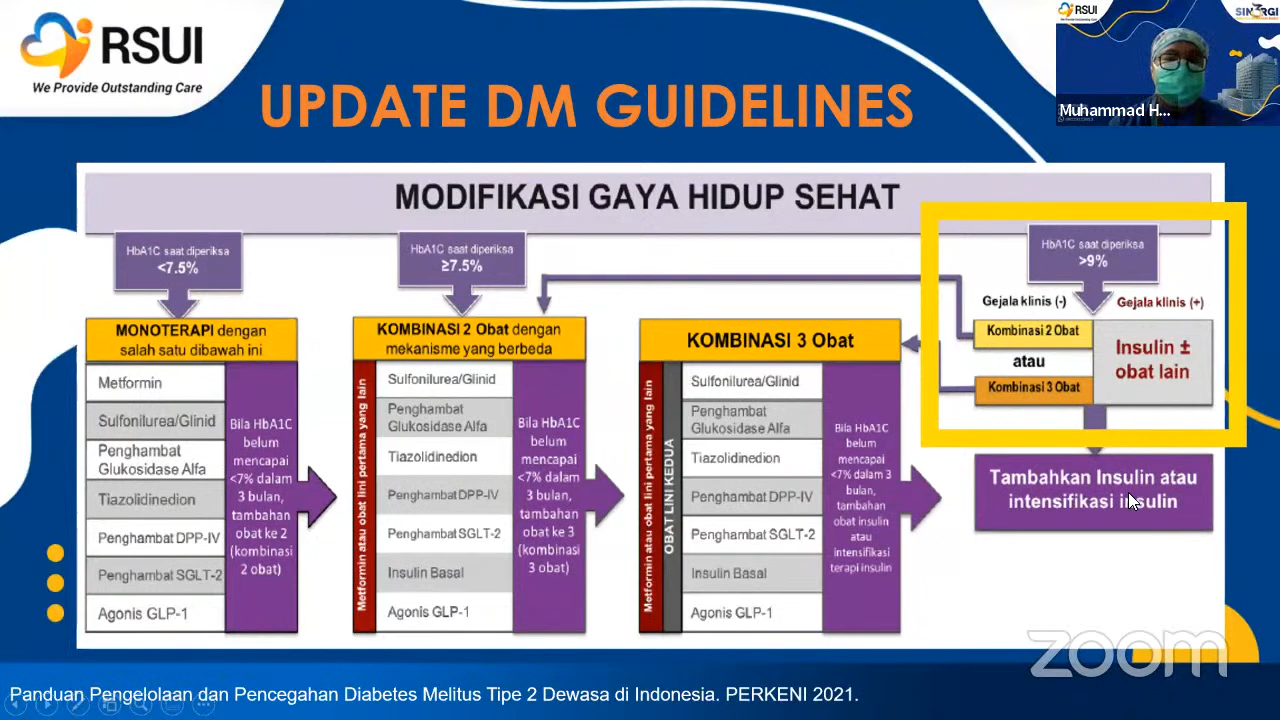 RSUI
We Provide Outstanding Care
UPDATE DM GUIDELINES
RSUI
We Provide Outstanding Care
SINERGI
Muhammad H...
MODIFIKASI GAYA HIDUP SEHAT
HbA1C saat diperiksa
<7.5%
MONOTERAPI dengan
salah satu dibawah ini
Metformin
Sulfonilurea/Glinid
Penghambat
Glukosidase Alfa
Tiazolidinedion
Penghambat DPP-IV
Penghambat SGLT-2
Agonis GLP-1
Bila HbA1C
belum
mencapai
<7% dalam
3 bulan,
tambahan
obat ke 2
(kombinasi
2 obat)
HbA1C saat diperiksa
≥7.5%
KOMBINASI 2 Obat dengan
mekanisme yang berbeda
Metformin atau obat lini pertama yang lain
Sulfonilurea/Glinid
Penghambat
Glukosidase Alfa
Tiazolidinedion
Penghambat DPP-IV
Penghambat SGLT-2
Insulin Basal
Agonis GLP-1
Bila HbA1C
belum
mencapai
<7% dalam
3 bulan,
tambahan
obat ke 3
(kombinasi
3 obat)
KOMBINASI 3 Obat
Metformin atau obat lini pertama yang lain
OBAT LINI KEDUA
Sulfonilurea/Glinid
Penghambat
Glukosidase Alfa
Tiazolidinedion
Penghambat DPP-IV
Penghambat SGLT-2
Insulin Basal
Agonis GLP-1
Bila HbA1C
belum
mencapai
<7% dalam 3
bulan,
tambahan
obat insulin
atau
intensifikasi
terapi insulin
HbA1C saat diperiksa
>9%
Gejala klinis (-)
Gejala klinis (+)
Kombinasi 2 Obat
atau
Kombinasi 3 Obat
Insulin ±
obat lain
Tambahkan Insulin atau
intensifikasi insulin
zoom
Panduan Pengelolaan dan Pencegahan Diabetes Melitus Tipe 2 Dewasa di Indonesia. PERKENI 2021.